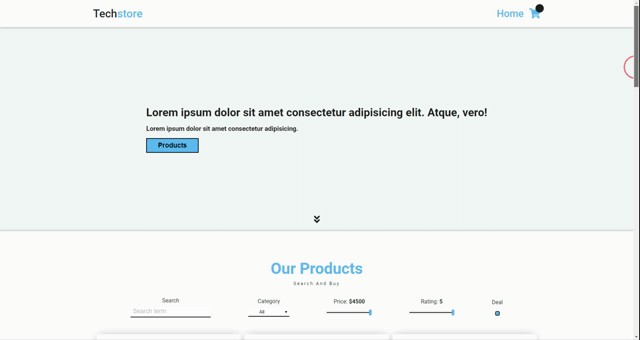 Techstore
Home
Lorem ipsum dolor sit amet consectetur adipisicing elit. Atque, vero!
Lorem ipsum dolor sit amet consectetur adipisicing.
Products
Our Products
Search And Buy
Search
Category
Price: $4500
Rating: 5
Deal
Search term
All